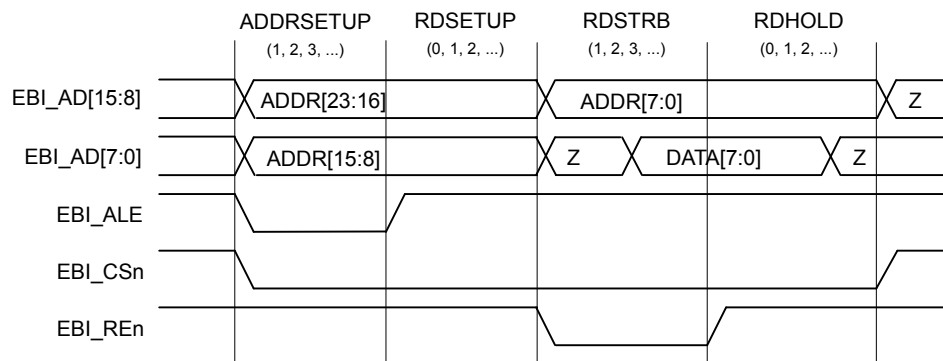 ADDRSETUP RDSETUP RDSTRB RDHOLD
(1, 2, 3, ...) (0, 1, 2, ...) (1, 2, 3, ...) (0, 1, 2, ...)
EBI_AD[15:8] ADDR[23:16] ADDR[7:0] Z
EBI_AD[7:0] ADDR[15:8] Z DATA[7:0] Z
EBI_ALE
EBI_CSn
EBI_REn